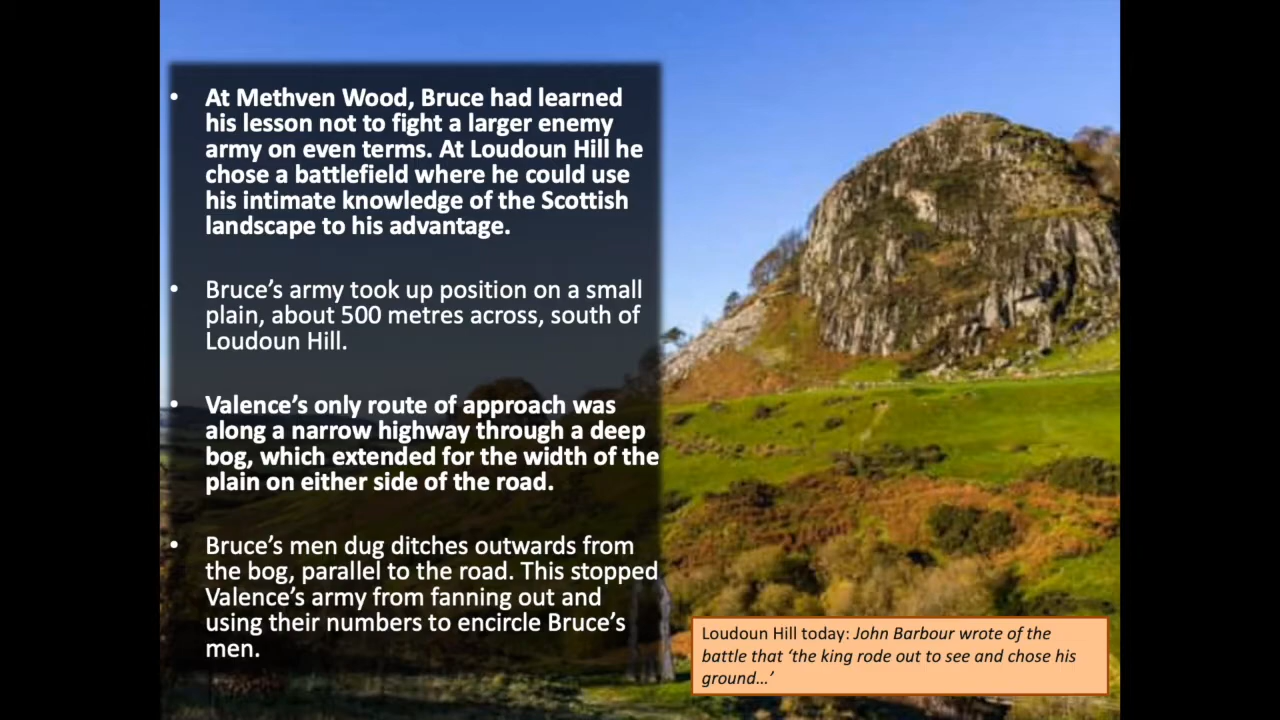 • At Methven Wood, Bruce had learned
his lesson not to fight a larger enemy
army on even terms. At Loudoun Hill he
chose a battlefield where he could use
his intimate knowledge of the Scottish
landscape to his advantage.
• Bruce’s army took up position on a small
plain, about 500 metres across, south of
Loudoun Hill.
• Valence’s only route of approach was
along a narrow highway through a deep
bog, which extended for the width of the
plain on either side of the road.
• Bruce’s men dug ditches outwards from
the bog, parallel to the road. This stopped
Valence’s army from fanning out and
using their numbers to encircle Bruce’s
men.
Loudoun Hill today: John Barbour wrote of the
battle that ‘the king rode out to see and chose his
ground…’